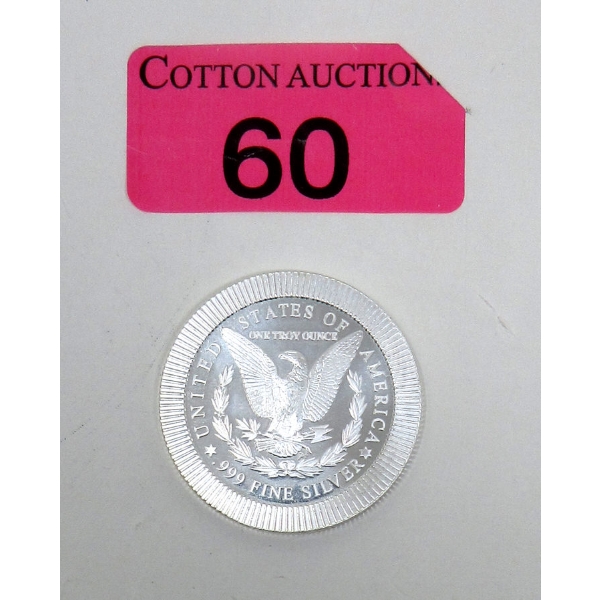 COTTON AUCTION
60
UNITED STATES OF AMERICA
ONE TROY OUNCE
.999 FINE SILVER